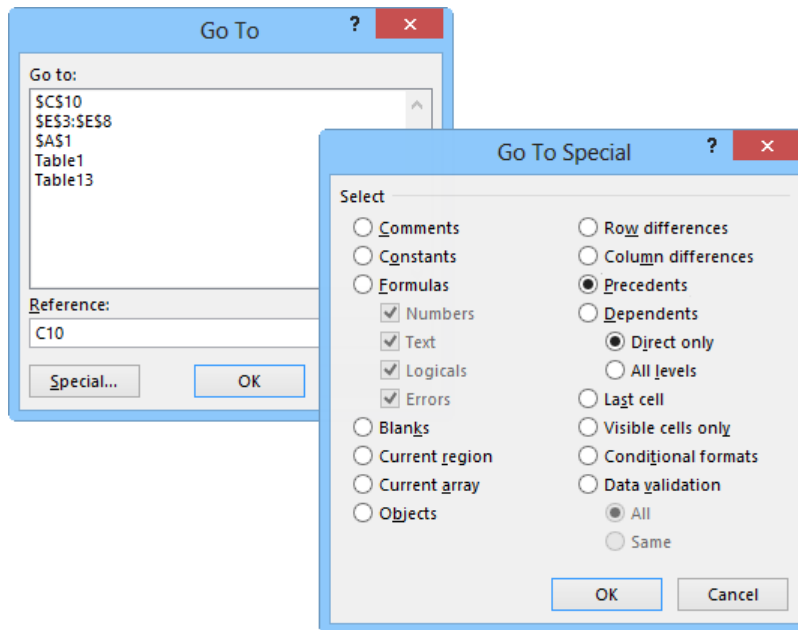 Go To
?
Go to:
$C$10
$E$3:$E$8
$A$1
Table1
Table13
Reference:
C10
Special...
OK
Go To Special
?
Select
Comments
Constants
Formulas
Numbers
Text
Logicals
Errors
Blanks
Current region
Current array
Objects
Row differences
Column differences
Precedents
Dependents
Direct only
All levels
Last cell
Visible cells only
Conditional formats
Data validation
All
Same
OK
Cancel